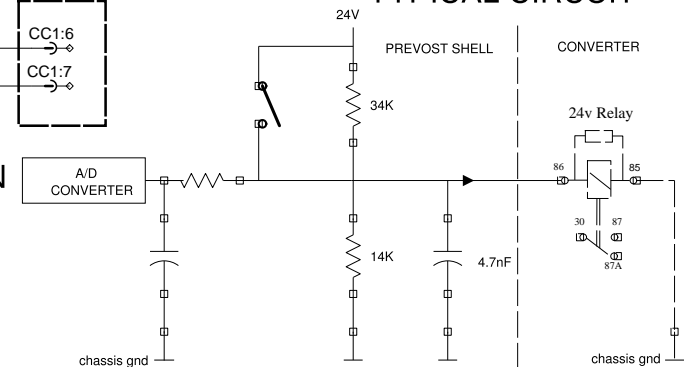 24V
CC1:6
CC1:7
PREVOST SHELL
CONVERTER
34K
24v Relay
86
85
A/D
CONVERTER
30
87
14K
4.7nF
87A
chassis gnd
chassis gnd